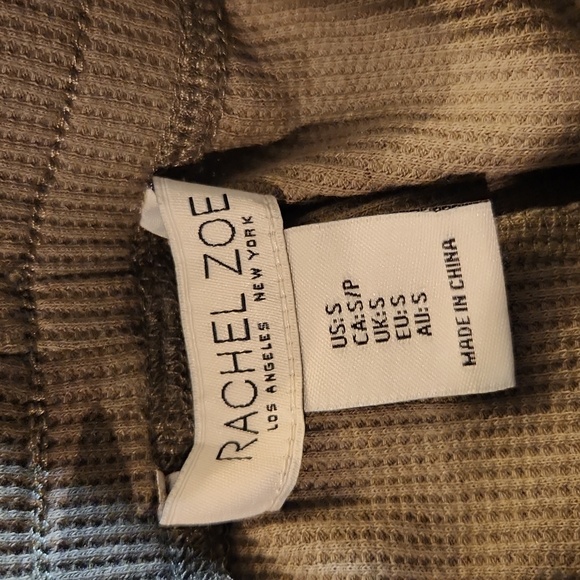 RACHEL ZOE
LOS ANGELES NEW YORK
US: S
CA: S/P
UK: S
EU: S
AU: S
MADE IN CHINA